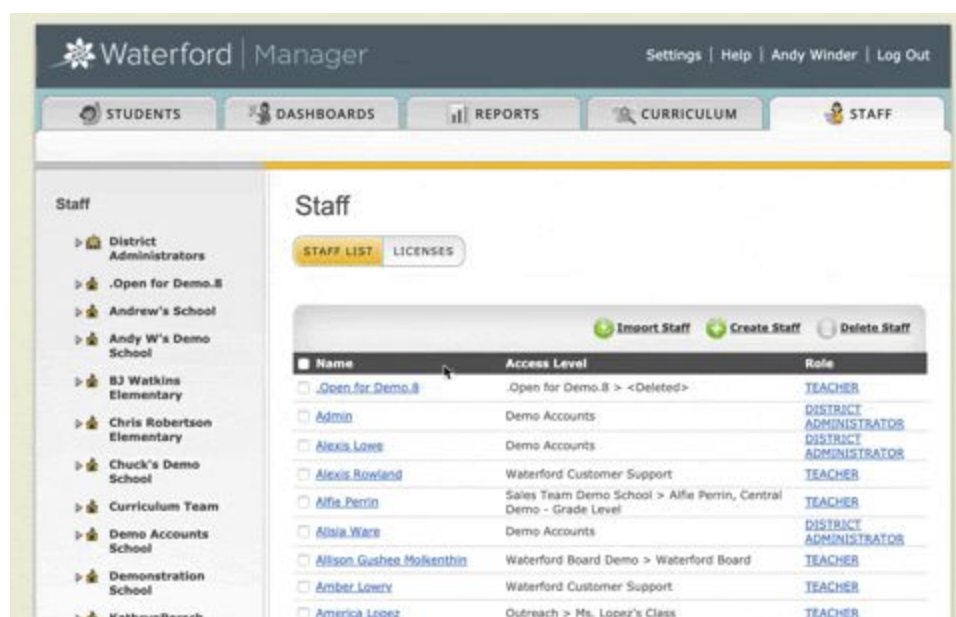 Waterford | Manager
Settings | Help | Andy Winder | Log Out
STUDENTS
DASHBOARDS
REPORTS
CURRICULUM
STAFF
Staff
District
Administrators
.Open for Demo.8
Andrew's School
Andy W's Demo
School
BJ Watkins
Elementary
Chris Robertson
Elementary
Chuck's Demo
School
Curriculum Team
Demo Accounts
School
Demonstration
School
Staff
STAFF LIST
LICENSES
Import Staff
Create Staff
Delete Staff
Name Access Level Role
.Open for Demo.8 .Open for Demo.8 > <Deleted> TEACHER
Admin Demo Accounts DISTRICT
ADMINISTRATOR
Alexis Lowe Demo Accounts DISTRICT
ADMINISTRATOR
Alexis Rowland Waterford Customer Support TEACHER
Alfie Perrin Sales Team Demo School > Alfie Perrin, Central
Demo - Grade Level TEACHER
Alisia Ware Demo Accounts DISTRICT
ADMINISTRATOR
Allison Gushee Molkenthin Waterford Board Demo > Waterford Board TEACHER
Amber Lowry Waterford Customer Support TEACHER
America Lopez Outreach > Ms. Lopez's Class TEACHER